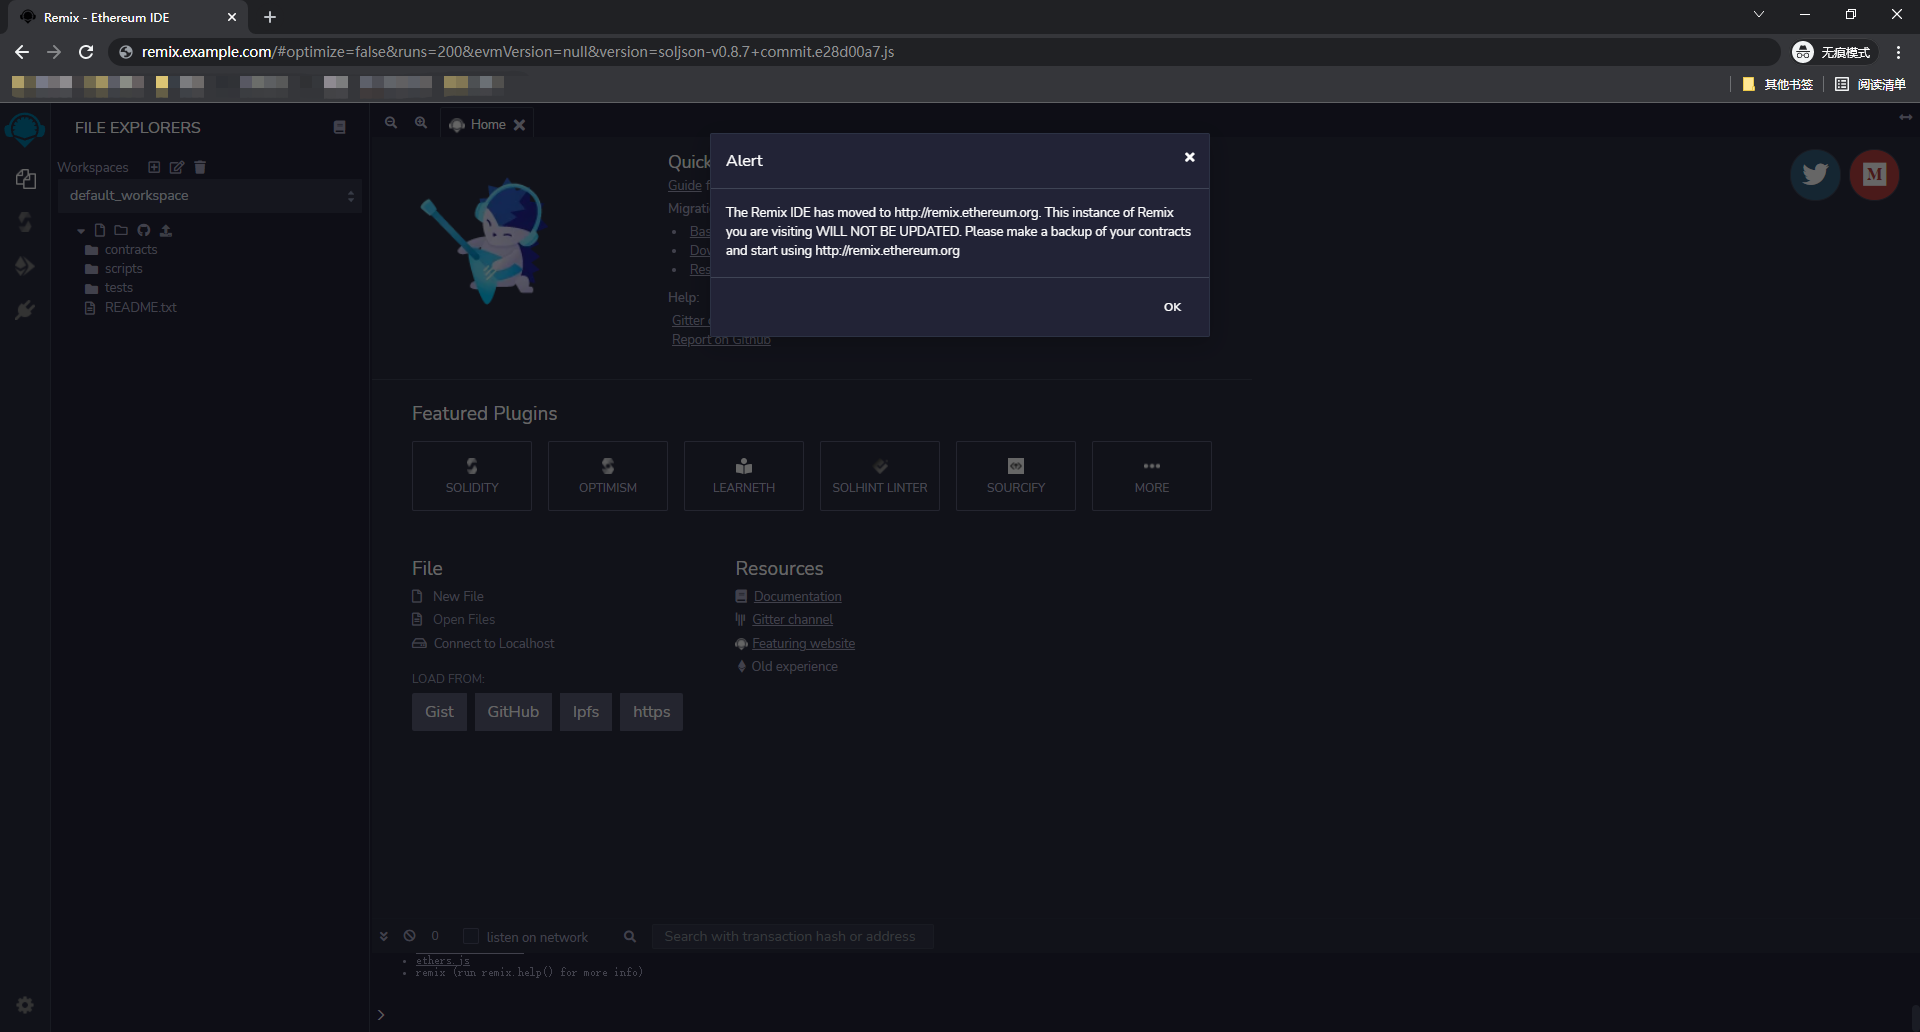 Remix - Ethereum IDE
remix.example.com/#optimize=false&runs=200&evmVersion=null&version=soljson-v0.8.7+commit.e28d00a7.js
无痕模式
其他书签
阅读清单
FILE EXPLORERS
Workspaces
default_workspace
contracts
scripts
tests
README.txt
Home
Quick
Guide f
Migrati
Bas
Dov
Res
Help:
Gitter
Report on Github
Alert
The Remix IDE has moved to http://remix.ethereum.org. This instance of Remix
you are visiting WILL NOT BE UPDATED. Please make a backup of your contracts
and start using http://remix.ethereum.org
OK
M
Featured Plugins
SOLIDITY
OPTIMISM
LEARNETH
SOLHINT LINTER
SOURCIFY
MORE
File
New File
Open Files
Connect to Localhost
LOAD FROM:
Gist
GitHub
Ipfs
https
Resources
Documentation
Gitter channel
Featuring website
Old experience
0
listen on network
Search with transaction hash or address
ethers.js
remix (run remix.help() for more info)
>